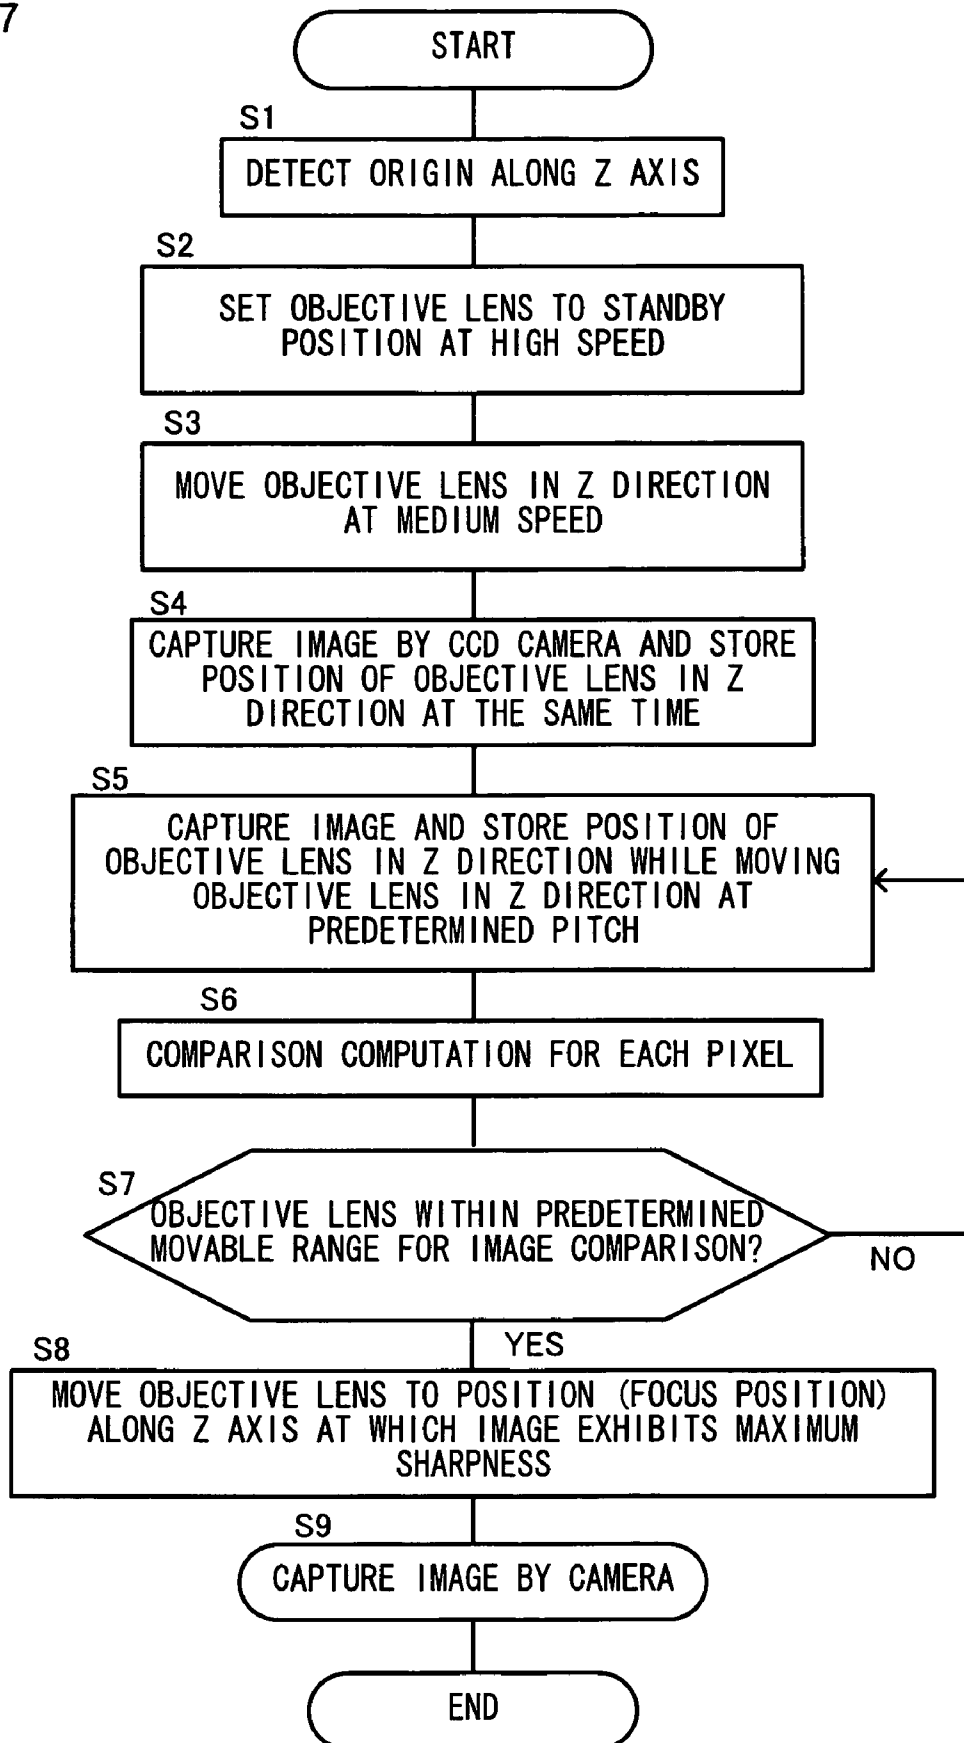 7
START
S1
DETECT ORIGIN ALONG Z AXIS
S2
SET OBJECTIVE LENS TO STANDBY
POSITION AT HIGH SPEED
S3
MOVE OBJECTIVE LENS IN Z DIRECTION
AT MEDIUM SPEED
S4
CAPTURE IMAGE BY CCD CAMERA AND STORE
POSITION OF OBJECTIVE LENS IN Z
DIRECTION AT THE SAME TIME
S5
CAPTURE IMAGE AND STORE POSITION OF
OBJECTIVE LENS IN Z DIRECTION WHILE MOVING
OBJECTIVE LENS IN Z DIRECTION AT
PREDETERMINED PITCH
S6
COMPARISON COMPUTATION FOR EACH PIXEL
S7
OBJECTIVE LENS WITHIN PREDETERMINED
MOVABLE RANGE FOR IMAGE COMPARISON?
NO
YES
S8
MOVE OBJECTIVE LENS TO POSITION (FOCUS POSITION)
ALONG Z AXIS AT WHICH IMAGE EXHIBITS MAXIMUM
SHARPNESS
S9
CAPTURE IMAGE BY CAMERA
END